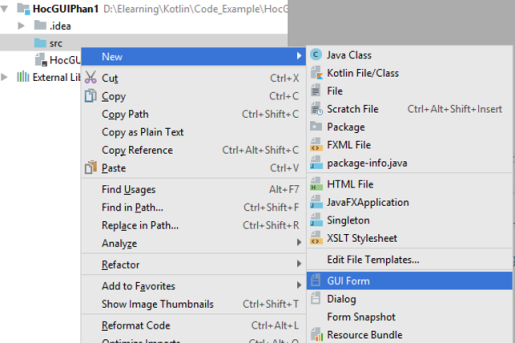 HocGUIPhan1 D:\Elearning\Kotlin\Code_Example\HocG
.idea
src
HocGU
External Lib
New
Cut Ctrl+X
Copy Ctrl+C
Copy Path Ctrl+Shift+C
Copy as Plain Text
Copy Reference Ctrl+Alt+Shift+C
Paste Ctrl+V
Find Usages Alt+F7
Find in Path... Ctrl+Shift+F
Replace in Path... Ctrl+Shift+R
Analyze
Refactor
Add to Favorites
Show Image Thumbnails Ctrl+Shift+T
Reformat Code Ctrl+Alt+L
Optimize Imports Ctrl+Alt+O
Java Class
Kotlin File/Class
File
Scratch File Ctrl+Alt+Shift+Insert
Package
FXML File
package-info.java
HTML File
JavaFXApplication
Singleton
XSLT Stylesheet
Edit File Templates...
GUI Form
Dialog
Form Snapshot
Resource Bundle